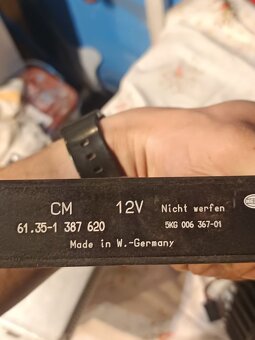 CM 12V Nicht werfen
61.35-1 387 620 5KG 006 367-01
Made in W.-Germany